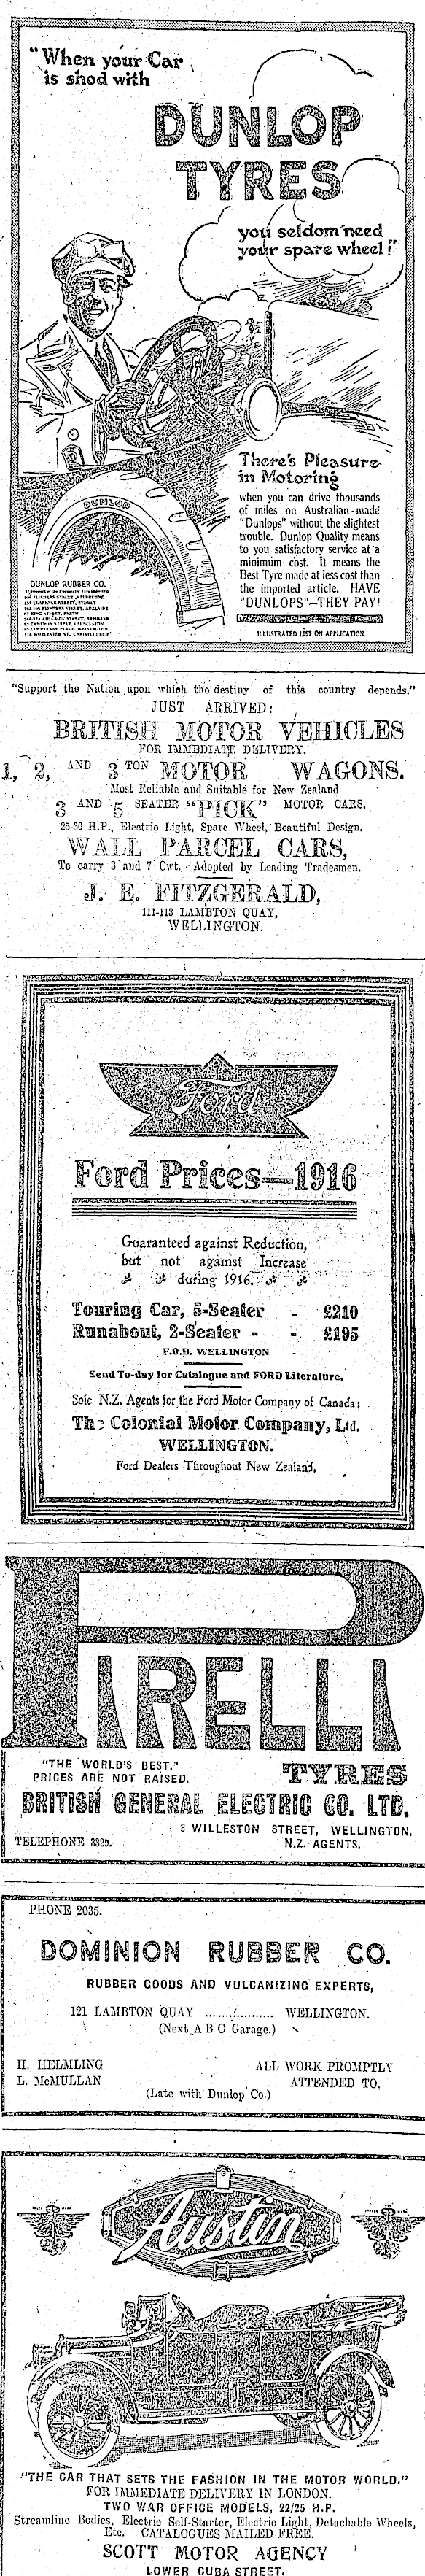 "When your Car
is shod with
DUNLOP
TYRES
you seldom need
your spare wheel!"
There's Pleasure
in Motoring
when you can drive thousands
of miles on Australian-made
"Dunlops" without the slightest
trouble. Dunlop Quality means
to you satisfactory service at a
minimum cost. It means the
Best Tyre made at less cost than
the imported article. HAVE
"DUNLOPS"—THEY PAY!
DUNLOP
DUNLOP RUBBER CO.
ILLUSTRATED LIST ON APPLICATION
"Support the Nation upon which the destiny of this country depends."
JUST ARRIVED:
BRITISH MOTOR VEHICLES
FOR IMMEDIATE DELIVERY.
1, 2, AND 3 TON MOTOR WAGONS.
Most Reliable and Suitable for New Zealand
3 AND 5 SEATER "PICK" MOTOR CARS,
25-30 H.P., Electric Light, Spare Wheel, Beautiful Design.
WALL PARCEL CARS,
To carry 3 and 7 Cwt. Adopted by Leading Tradesmen.
J. E. FITZGERALD,
111-113 LAMBTON QUAY,
WELLINGTON.
Ford
Ford Prices—1916
Guaranteed against Reduction,
but not against Increase
during 1916.
Touring Car, 5-Seater - £210
Runabout, 2-Seater - - £195
F.O.B. WELLINGTON
Send To-day for Catalogue and FORD Literature.
Sole N.Z. Agents for the Ford Motor Company of Canada:
The Colonial Motor Company, Ltd.
WELLINGTON.
Ford Dealers Throughout New Zealand.
PIRELLI
"THE WORLD'S BEST."
PRICES ARE NOT RAISED.
TYRES
BRITISH GENERAL ELECTRIC CO. LTD.
8 WILLESTON STREET, WELLINGTON.
TELEPHONE 3329. N.Z. AGENTS.
PHONE 2035.
DOMINION RUBBER CO.
RUBBER GOODS AND VULCANIZING EXPERTS,
121 LAMBTON QUAY .................. WELLINGTON.
(Next A B C Garage.)
H. HELMLING ALL WORK PROMPTLY
L. McMULLAN ATTENDED TO.
(Late with Dunlop Co.)
Austin
"THE CAR THAT SETS THE FASHION IN THE MOTOR WORLD."
FOR IMMEDIATE DELIVERY IN LONDON.
TWO WAR OFFICE MODELS, 22/25 H.P.
Streamline Bodies, Electric Self-Starter, Electric Light, Detachable Wheels,
Etc. CATALOGUES MAILED FREE.
SCOTT MOTOR AGENCY
LOWER CUBA STREET.